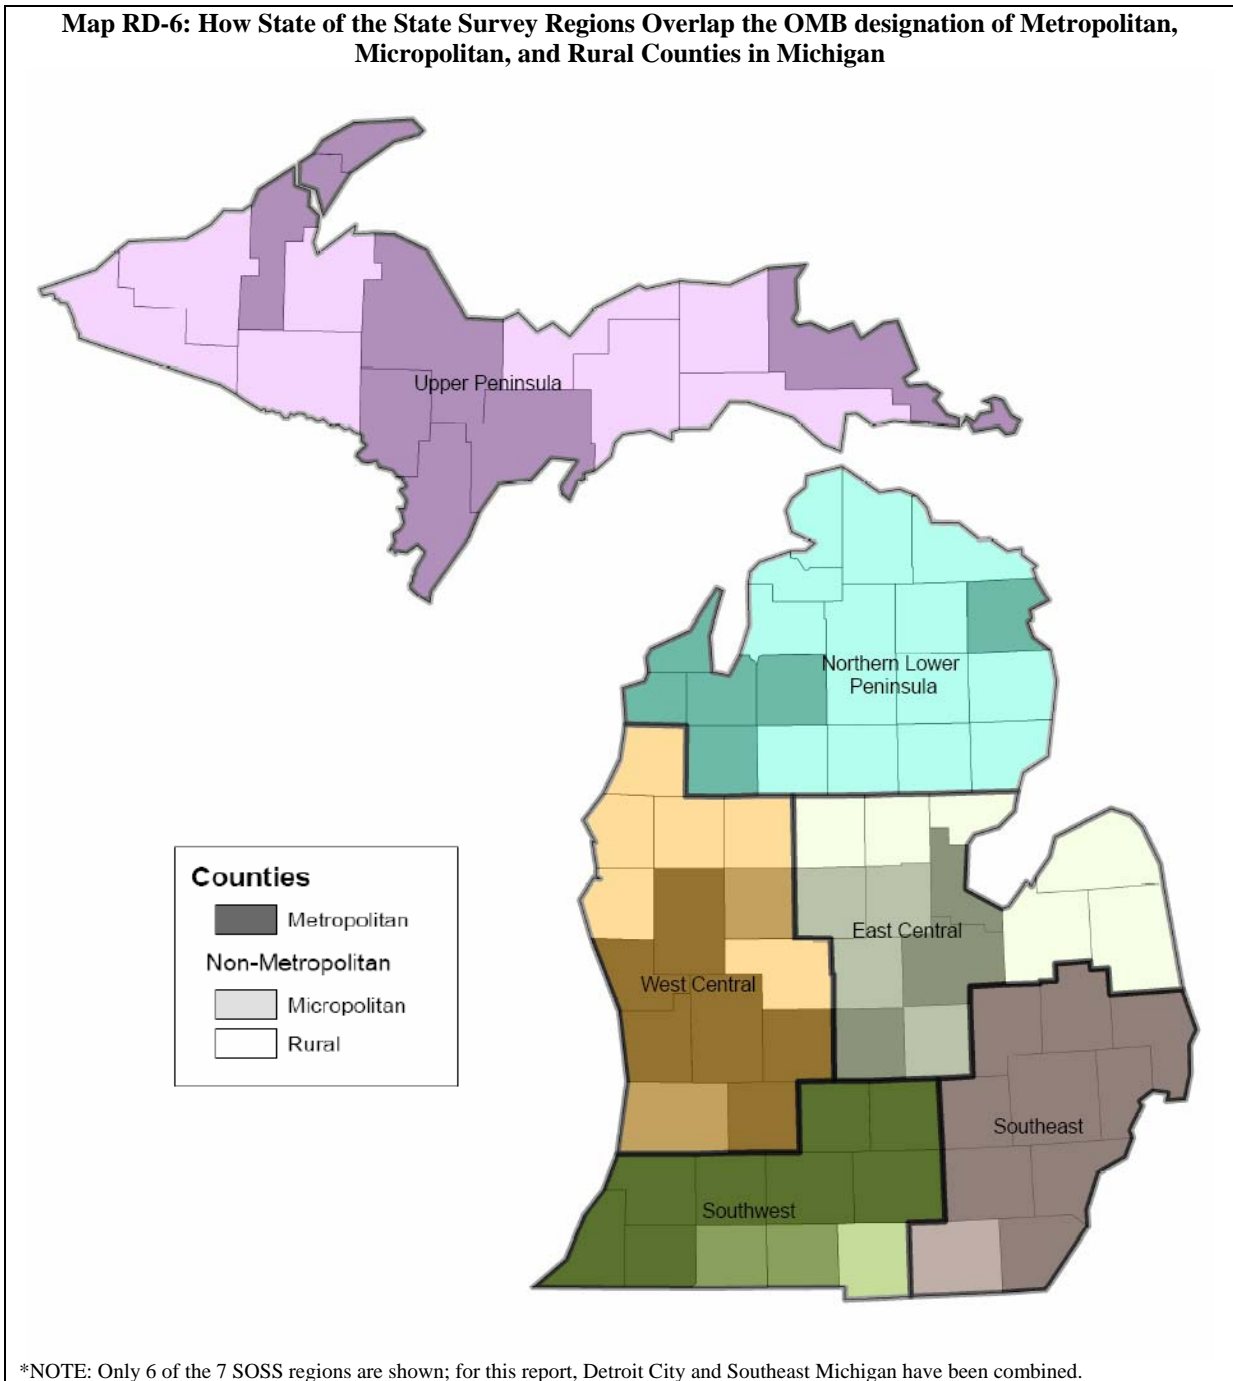 Map RD-6: How State of the State Survey Regions Overlap the OMB designation of Metropolitan,
Micropolitan, and Rural Counties in Michigan
Upper Peninsula
Northern Lower
Peninsula
Counties
Metropolitan
Non-Metropolitan
Micropolitan
Rural
East Central
West Central
Southeast
Southwest
*NOTE: Only 6 of the 7 SOSS regions are shown; for this report, Detroit City and Southeast Michigan have been combined.